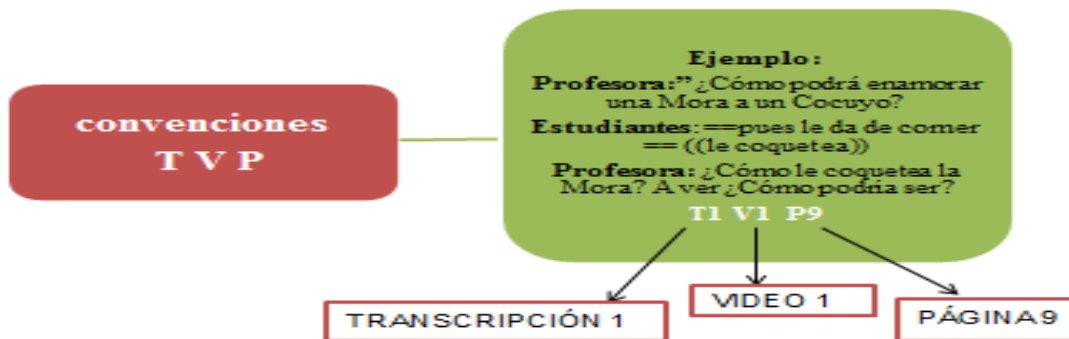 convenciones
T V P
Ejemplo:
Profesora:” ¿Cómo podrá enamorar
una Mora a un Cocuyo?
Estudiantes: ==pues le da de comer
== ((le coquetea))
Profesora: ¿Cómo le coquetea la
Mora? A ver ¿Cómo podría ser?
T1 V1 P9
TRANSCRIPCIÓN 1
VIDEO 1
PÁGINA 9